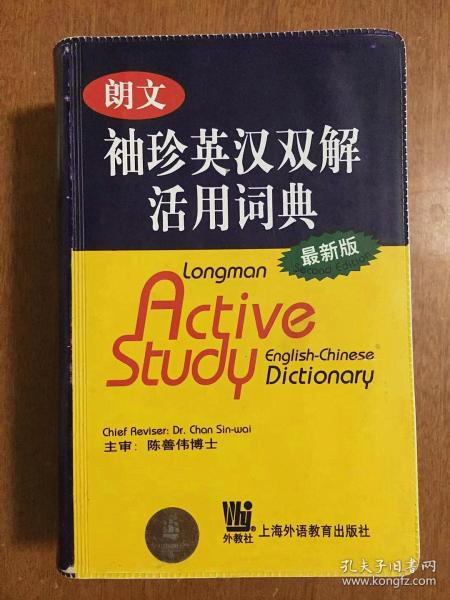 朗文
袖珍英汉双解
活用词典
最新版
Second Edition
Longman
Active
Study
English-Chinese
Dictionary
Chief Reviser: Dr. Chan Sin-wai
主审: 陈善伟博士
Why
外教社®
上海外语教育出版社
孔夫子旧书网
www.kongfz.com